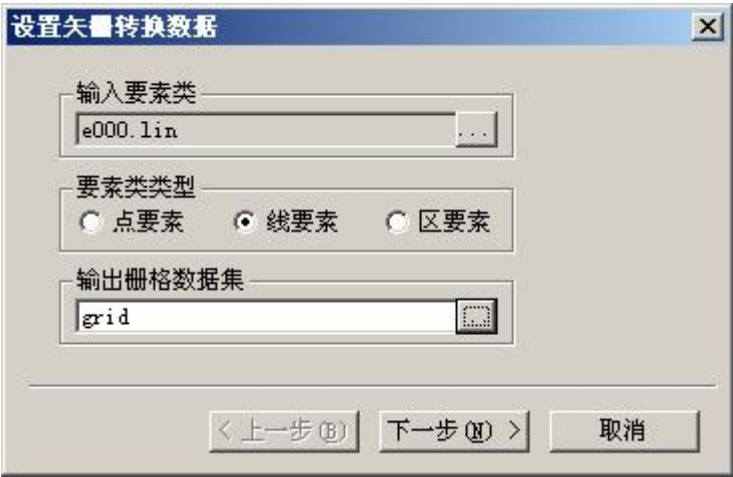 设置矢量转换数据
输入要素类
e000.lin
...
要素类类型
点要素 线要素 区要素
输出栅格数据集
grid
...
< 上一步(B) 下一步(N) > 取消